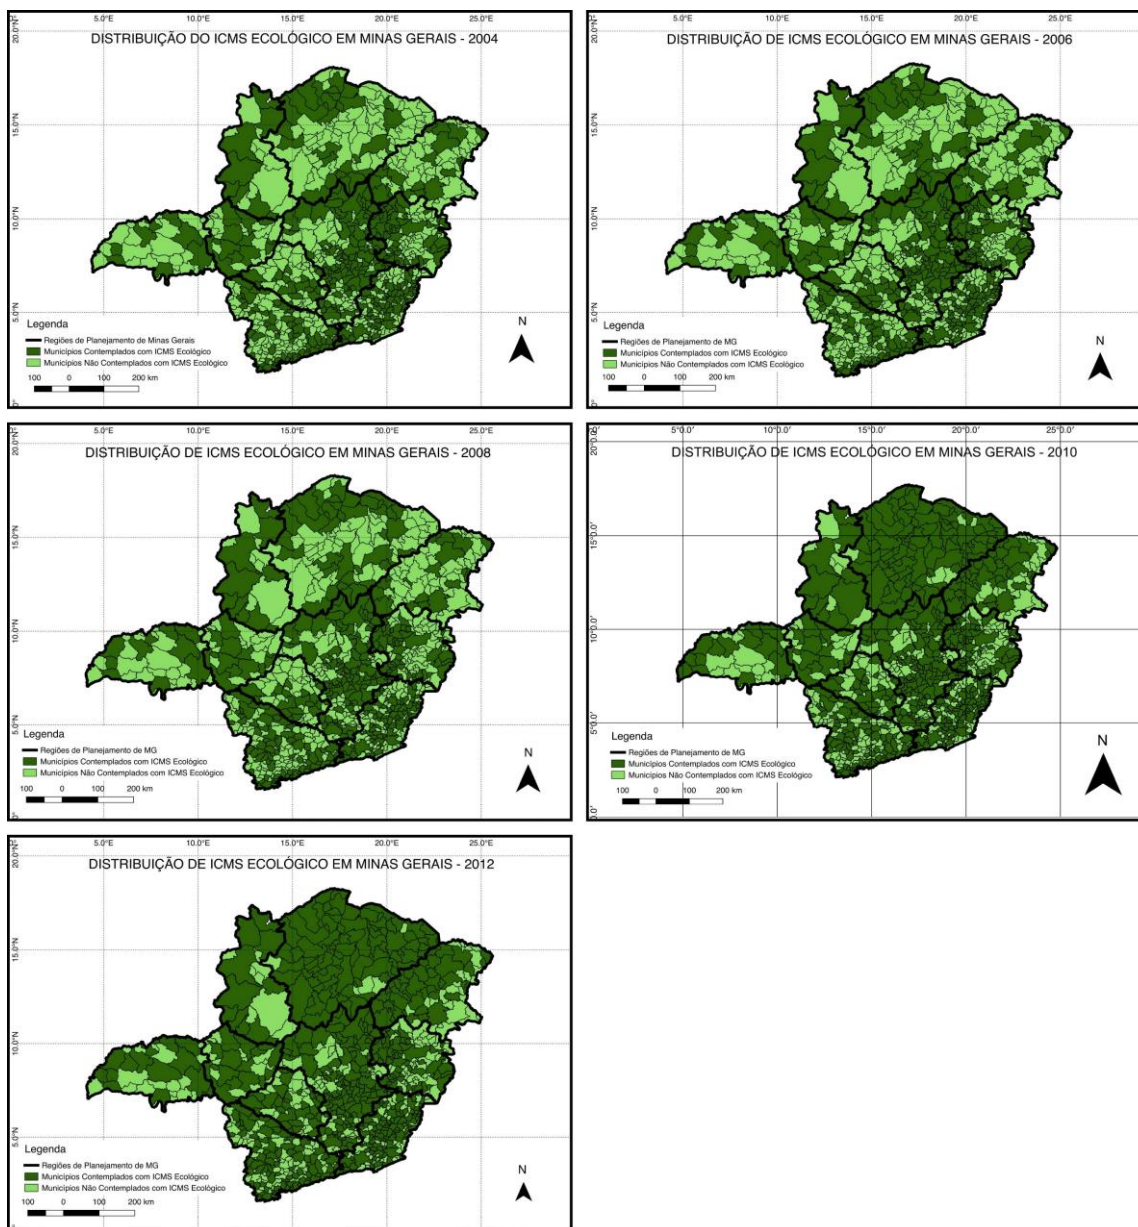 5.0°E 10.0°E 15.0°E 20.0°E 25.0°E
20.0°N
DISTRIBUIÇÃO DO ICMS ECOLÓGICO EM MINAS GERAIS - 2004
15.0°N
10.0°N
5.0°N
Legenda
Regiões de Planejamento de Minas Gerais
Municípios Contemplados com ICMS Ecológico
Municípios Não Contemplados com ICMS Ecológico
100 0 100 200 km
N
5.0°E 10.0°E 15.0°E 20.0°E 25.0°E
20.0°N
DISTRIBUIÇÃO DE ICMS ECOLÓGICO EM MINAS GERAIS - 2006
15.0°N
10.0°N
5.0°N
Legenda
Regiões de Planejamento de MG
Municípios Contemplados com ICMS Ecológico
Municípios Não Contemplados com ICMS Ecológico
100 0 100 200 km
N
5.0°E 10.0°E 15.0°E 20.0°E 25.0°E
20.0°N
DISTRIBUIÇÃO DE ICMS ECOLÓGICO EM MINAS GERAIS - 2008
15.0°N
10.0°N
5.0°N
Legenda
Regiões de Planejamento de MG
Municípios Contemplados com ICMS Ecológico
Municípios Não Contemplados com ICMS Ecológico
100 0 100 200 km
N
5°0.0' 10°0.0' 15°0.0' 20°0.0' 25°0.0'
DISTRIBUIÇÃO DE ICMS ECOLÓGICO EM MINAS GERAIS - 2010
15°0.0'
10°0.0'
5°0.0'
Legenda
Regiões de Planejamento de MG
Municípios Contemplados com ICMS Ecológico
Municípios Não Contemplados com ICMS Ecológico
100 0 100 200 km
N
5.0°E 10.0°E 15.0°E 20.0°E 25.0°E
20.0°N
DISTRIBUIÇÃO DE ICMS ECOLÓGICO EM MINAS GERAIS - 2012
15.0°N
10.0°N
5.0°N
Legenda
Regiões de Planejamento de MG
Municípios Contemplados com ICMS Ecológico
Municípios Não Contemplados com ICMS Ecológico
100 0 100 200 km
N